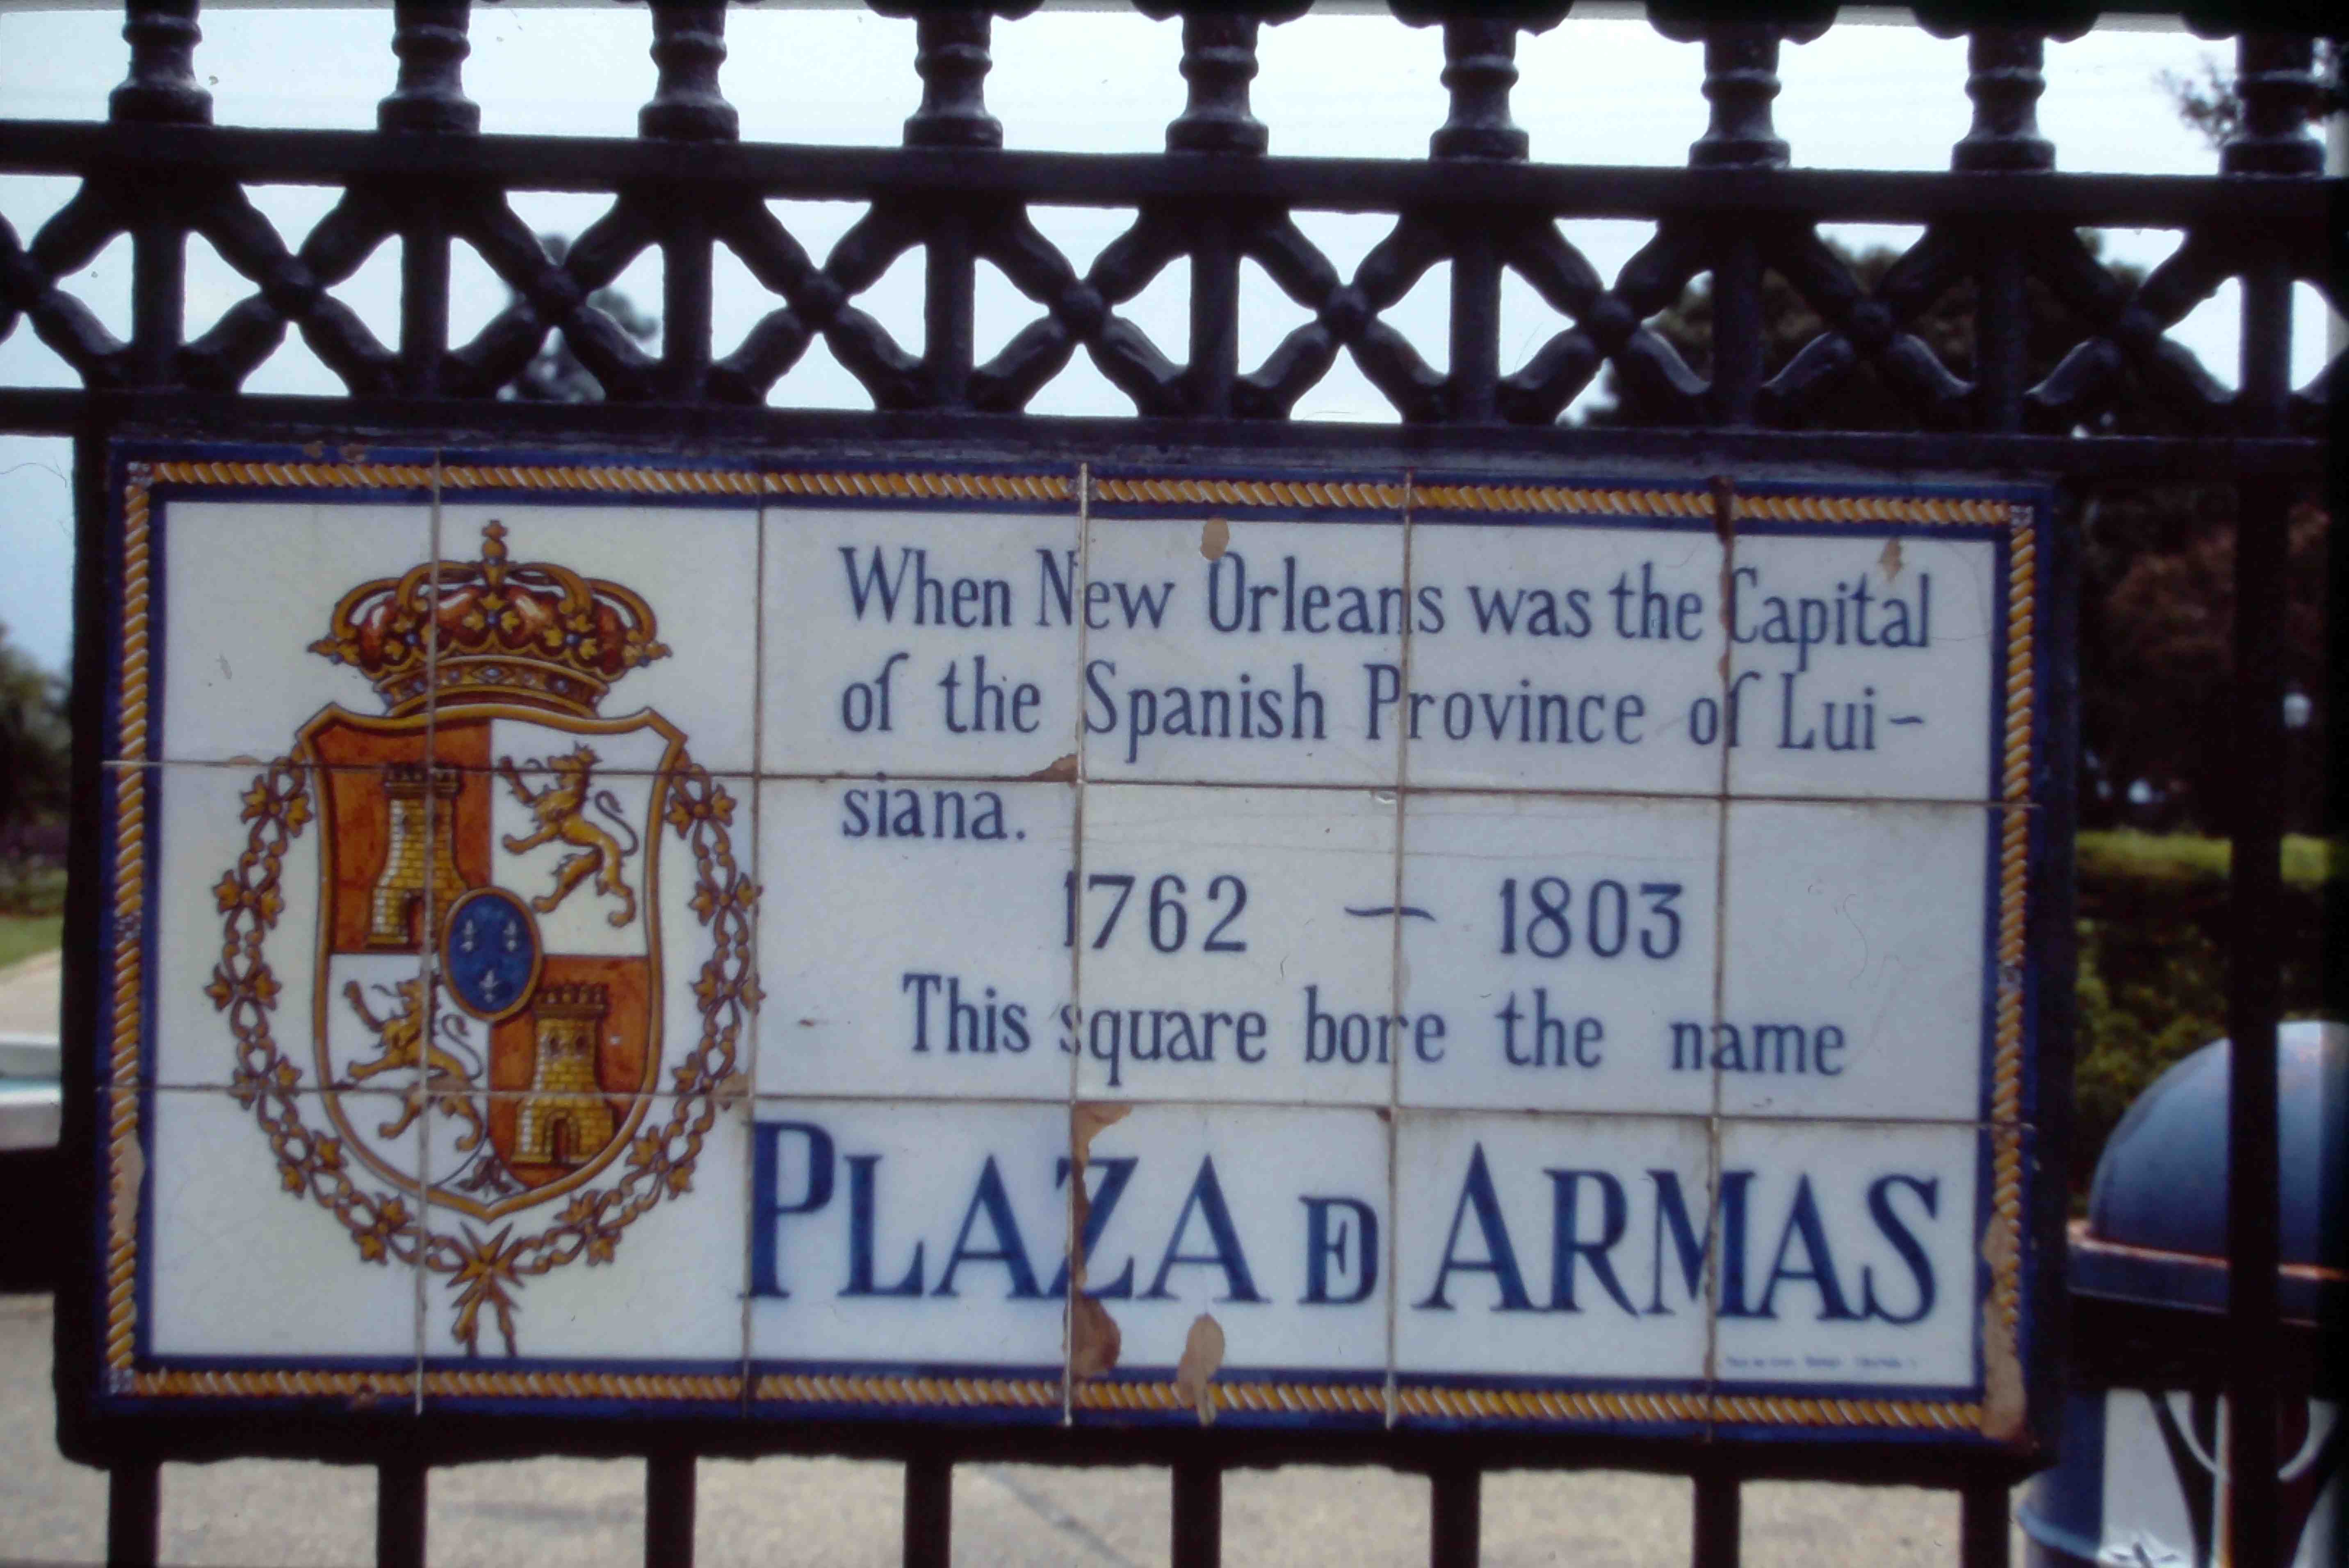 When New Orleans was the Capital
of the Spanish Province of Lui-
siana.
1762 - 1803
This square bore the name
PLAZA DE ARMAS